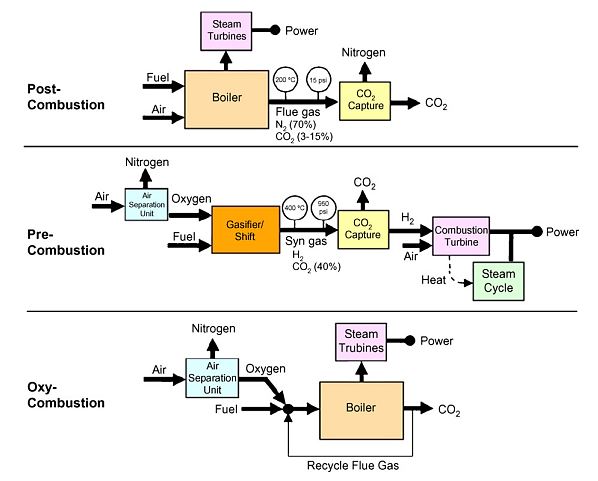 Post-
Combustion
Steam
Turbines
Power
Fuel
Air
Boiler
200 ºC
15 psi
Flue gas
N2 (70%)
CO2 (3-15%)
Nitrogen
CO2
Capture
CO2
Pre-
Combustion
Nitrogen
Air
Air
Separation
Unit
Oxygen
Fuel
Gasifier/
Shift
400 ºC
950
psi
Syn gas
H2
CO2 (40%)
CO2
CO2
Capture
H2
Air
Combustion
Turbine
Power
Heat
Steam
Cycle
Oxy-
Combustion
Nitrogen
Air
Air
Separation
Unit
Oxygen
Fuel
Steam
Trubines
Power
Boiler
CO2
Recycle Flue Gas